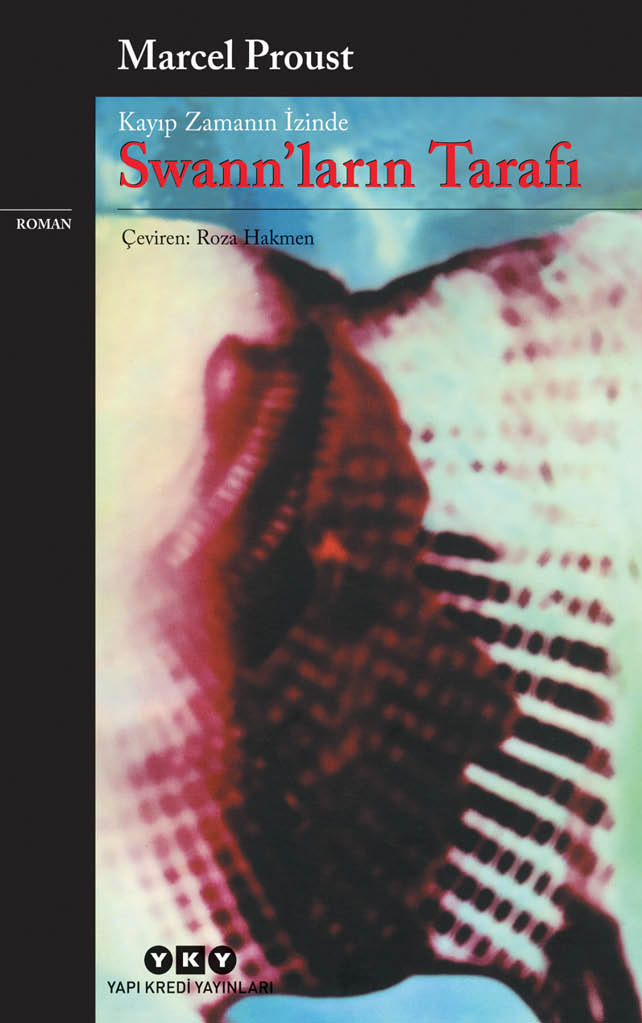 Marcel Proust
Kayıp Zamanın İzinde
Swann'ların Tarafı
ROMAN
Çeviren: Roza Hakmen
YKY
YAPI KREDİ YAYINLARI